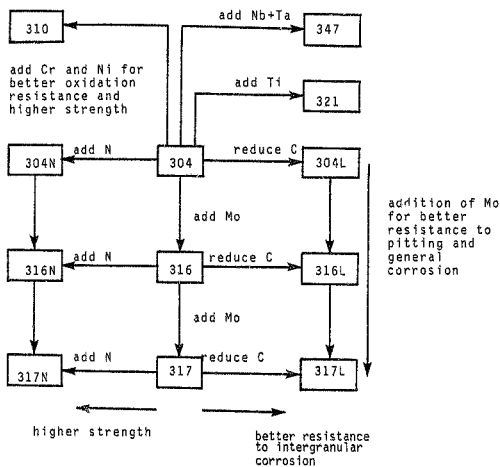 310
add Nb+Ta
347
add Cr and Ni for
better oxidation
resistance and
higher strength
add Ti
321
304N
add N
304
reduce C
304L
add Mo
addition of Mo
for better
resistance to
pitting and
general
corrosion
316N
add N
316
reduce C
316L
add Mo
317N
add N
317
reduce C
317L
higher strength
better resistance
to intergranular
corrosion